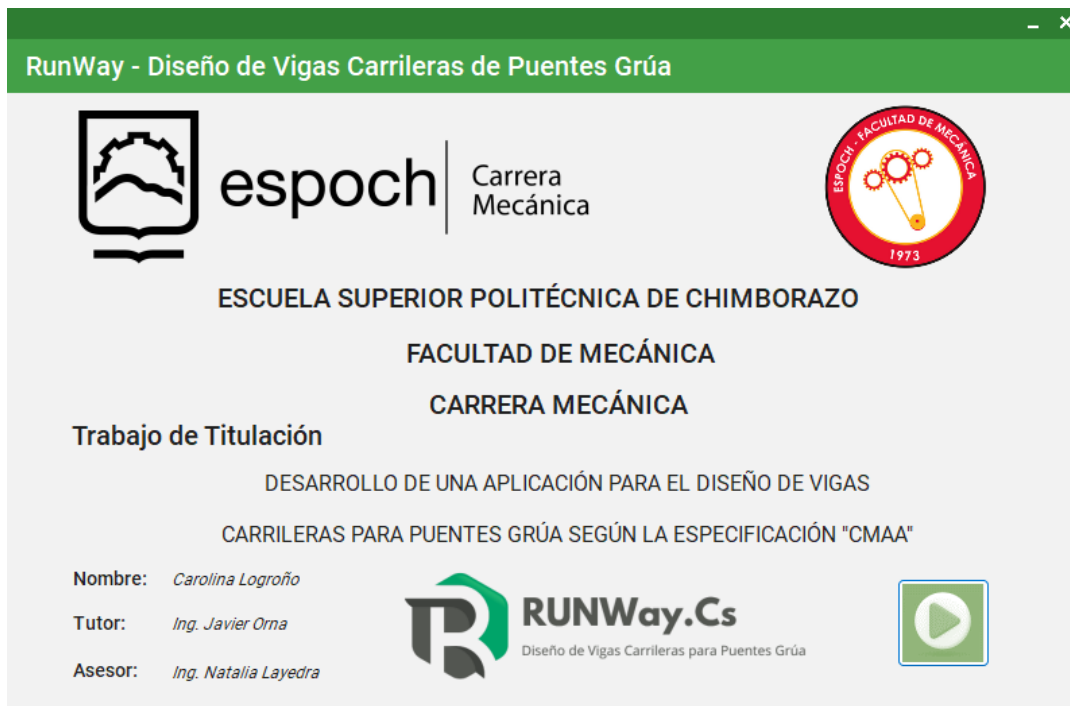 RunWay - Diseño de Vigas Carrileras de Puentes Grúa
espoch
Carrera
Mecánica
ESPOCH - FACULTAD DE MECÁNICA
1973
ESCUELA SUPERIOR POLITÉCNICA DE CHIMBORAZO
FACULTAD DE MECÁNICA
CARRERA MECÁNICA
Trabajo de Titulación
DESARROLLO DE UNA APLICACIÓN PARA EL DISEÑO DE VIGAS
CARRILERAS PARA PUENTES GRÚA SEGÚN LA ESPECIFICACIÓN "CMAA"
Nombre: Carolina Logroño
Tutor: Ing. Javier Orna
Asesor: Ing. Natalia Layedra
RUNWay.Cs
Diseño de Vigas Carrileras para Puentes Grúa